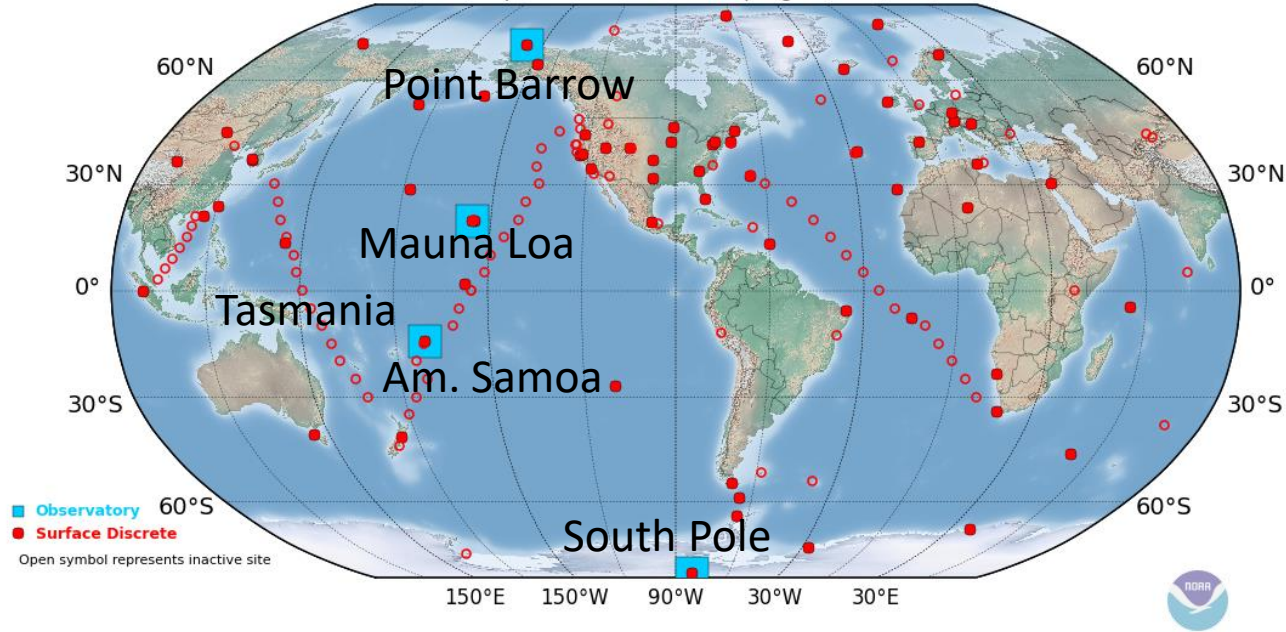 60°N
60°N
Point Barrow
30°N
30°N
Mauna Loa
0°
0°
Tasmania
Am. Samoa
30°S
30°S
60°S
60°S
Observatory
Surface Discrete
South Pole
Open symbol represents inactive site
150°E 150°W 90°W 30°W 30°E
NOAA